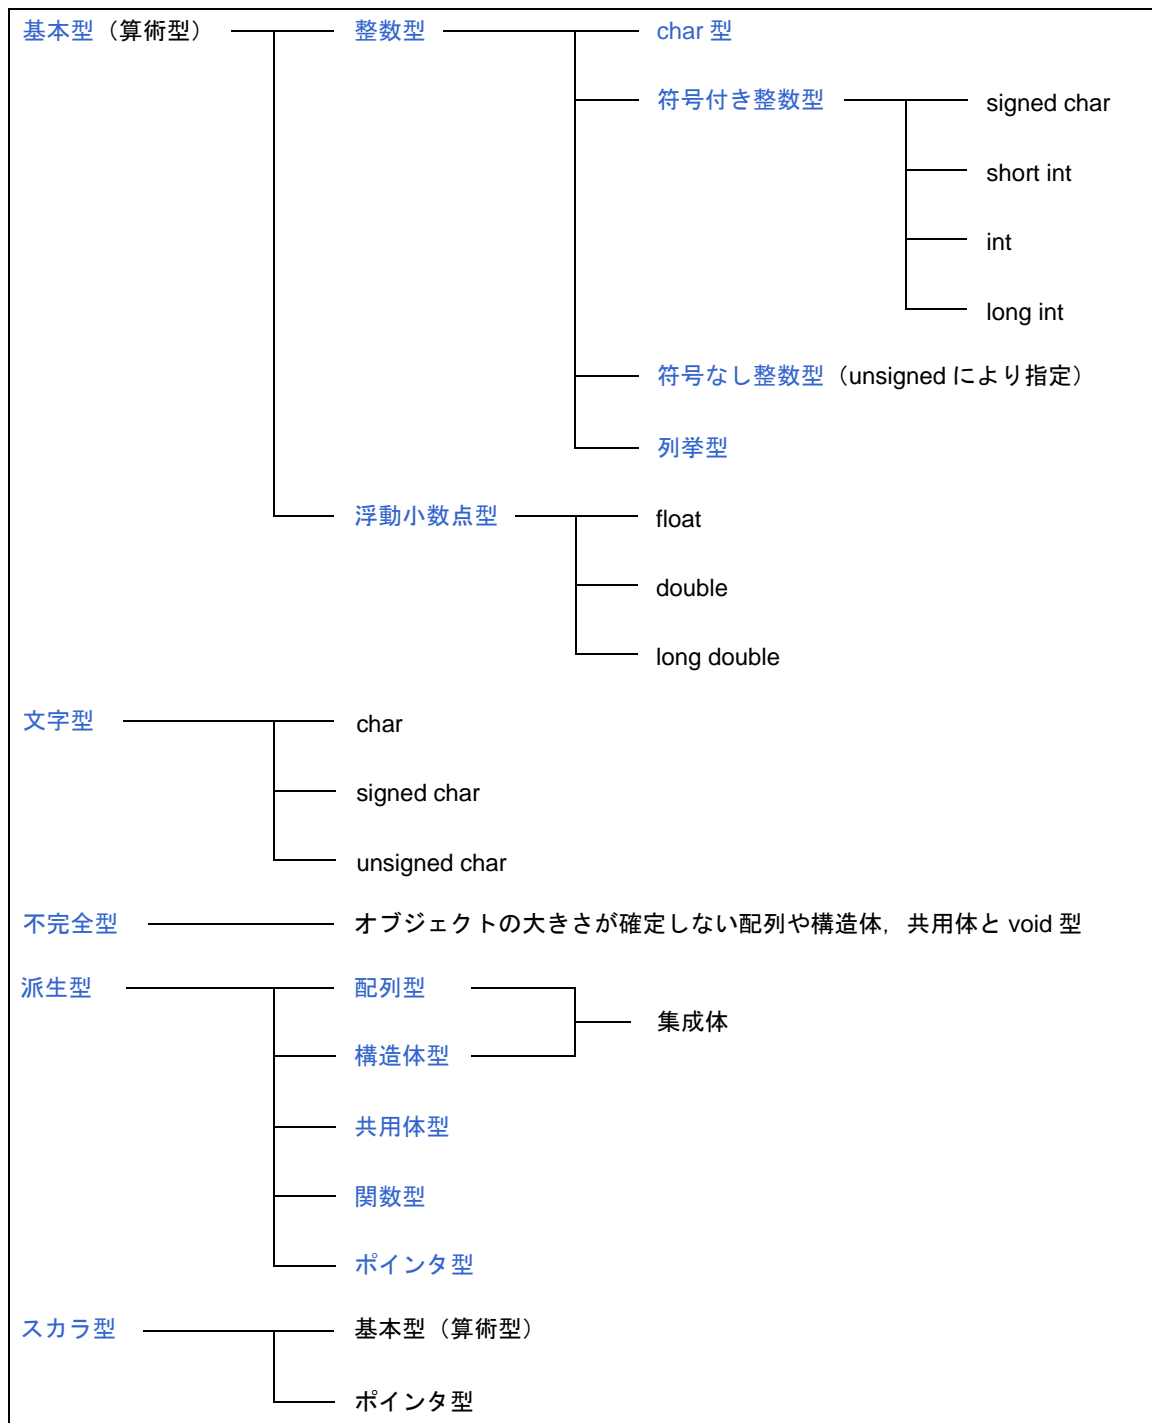 基本型（算術型） 整数型 char 型
符号付き整数型 signed char
short int
int
long int
符号なし整数型（unsigned により指定）
列挙型
浮動小数点型 float
double
long double
文字型 char
signed char
unsigned char
不完全型 オブジェクトの大きさが確定しない配列や構造体，共用体と void 型
派生型 配列型
集成体
構造体型
共用体型
関数型
ポインタ型
スカラ型 基本型（算術型）
ポインタ型